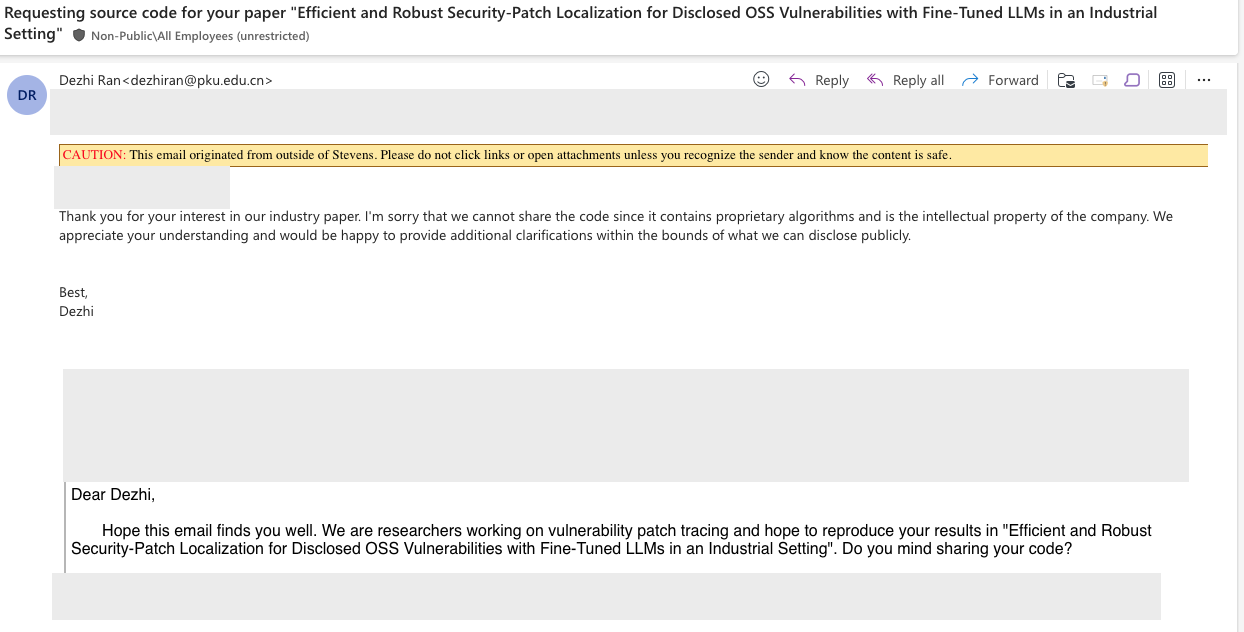 Requesting source code for your paper "Efficient and Robust Security-Patch Localization for Disclosed OSS Vulnerabilities with Fine-Tuned LLMs in an Industrial
Setting" Non-Public\All Employees (unrestricted)
DR
Dezhi Ran<dezhiran@pku.edu.cn>
Reply
Reply all
Forward
CAUTION: This email originated from outside of Stevens. Please do not click links or open attachments unless you recognize the sender and know the content is safe.
Thank you for your interest in our industry paper. I'm sorry that we cannot share the code since it contains proprietary algorithms and is the intellectual property of the company. We
appreciate your understanding and would be happy to provide additional clarifications within the bounds of what we can disclose publicly.
Best,
Dezhi
Dear Dezhi,
Hope this email finds you well. We are researchers working on vulnerability patch tracing and hope to reproduce your results in "Efficient and Robust
Security-Patch Localization for Disclosed OSS Vulnerabilities with Fine-Tuned LLMs in an Industrial Setting". Do you mind sharing your code?